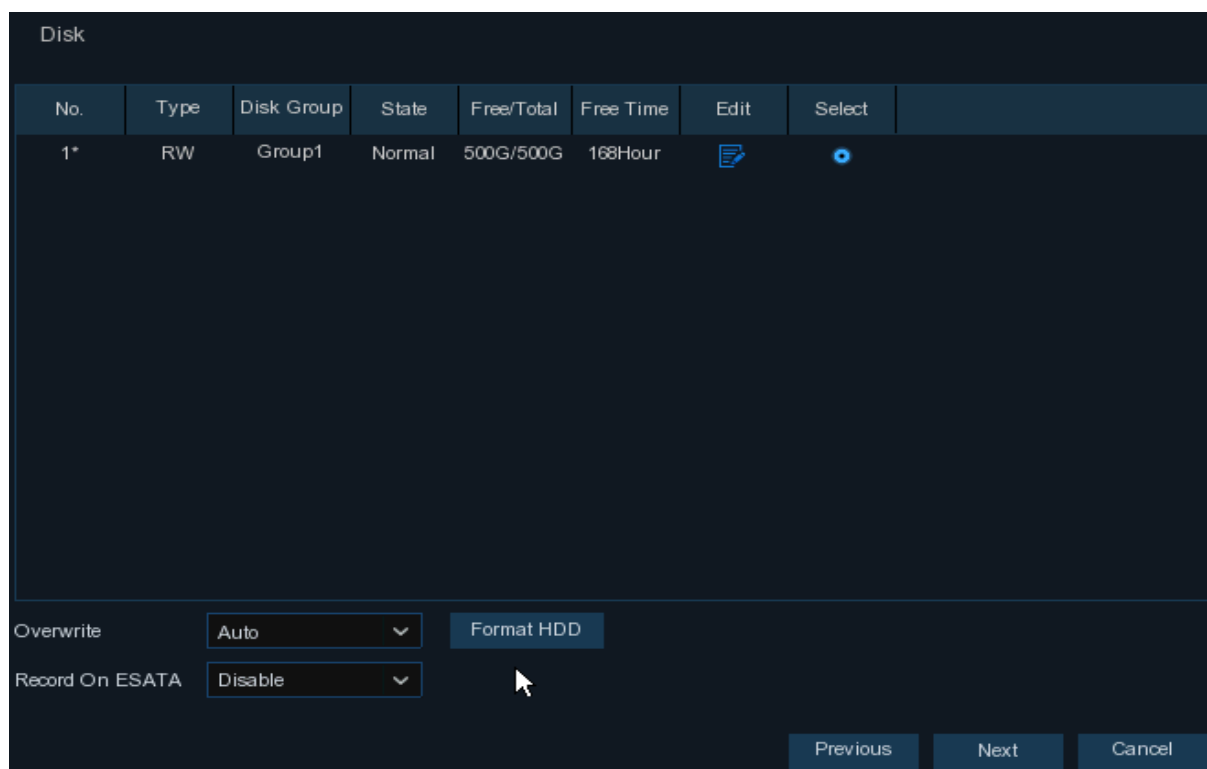 Disk
No. Type Disk Group State Free/Total Free Time Edit Select
1* RW Group1 Normal 500G/500G 168Hour
Overwrite Auto Format HDD
Record On ESATA Disable
Previous Next Cancel